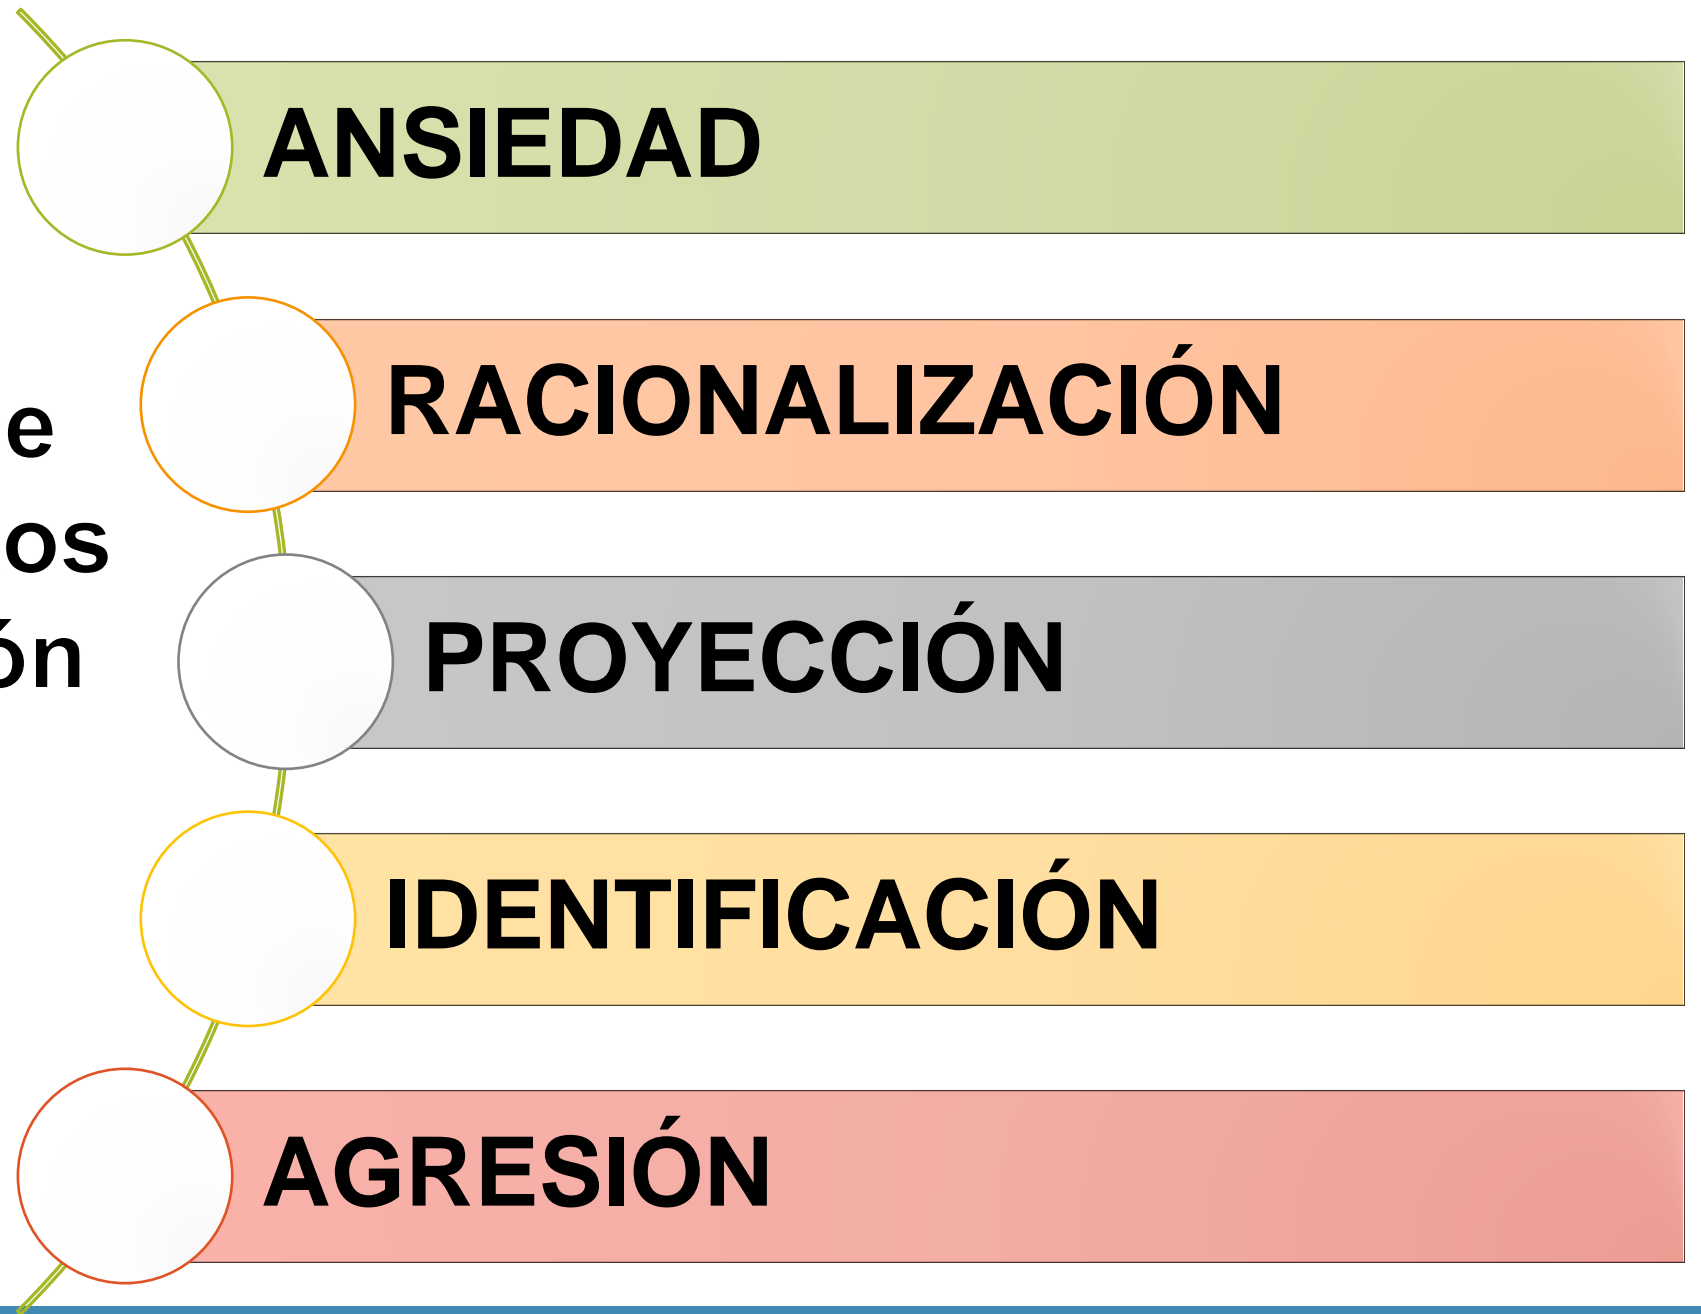 ANSIEDAD
RACIONALIZACIÓN
e
os
ón
PROYECCIÓN
IDENTIFICACIÓN
AGRESIÓN